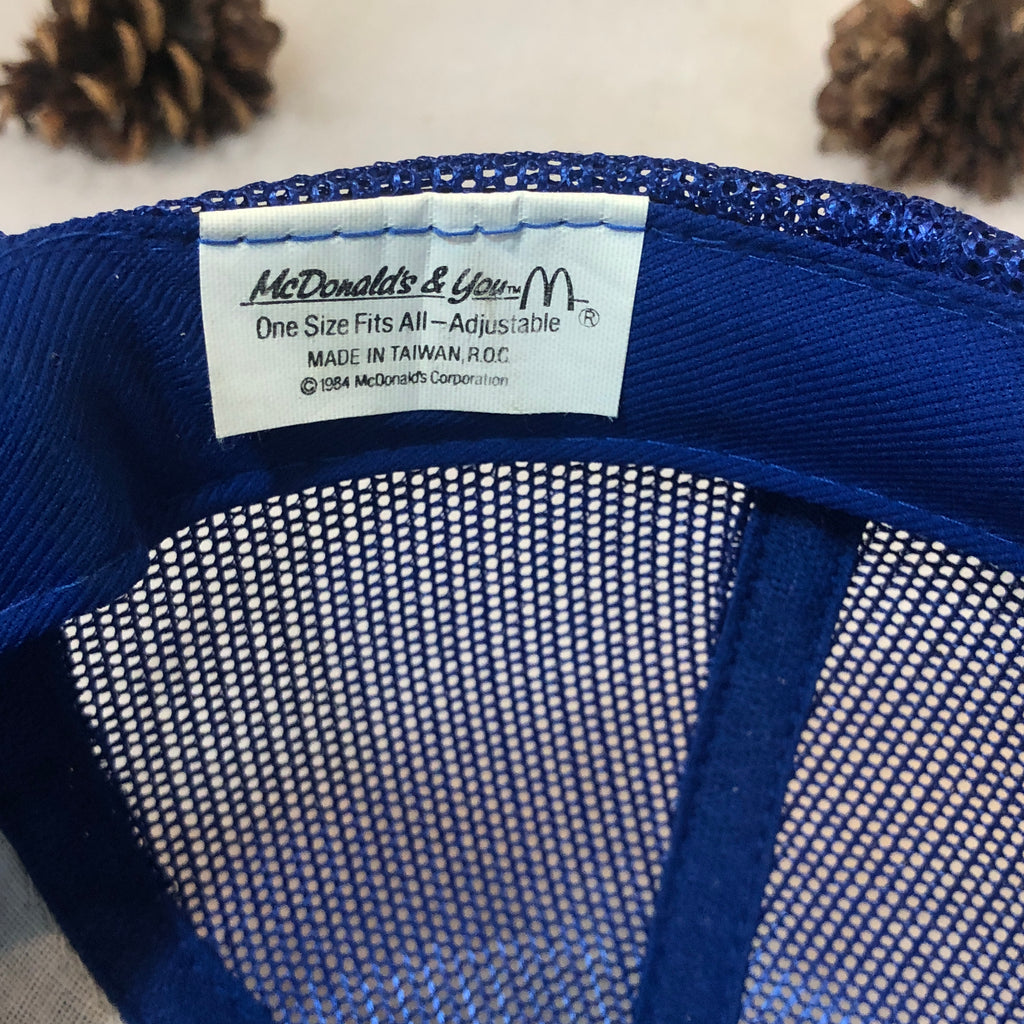 McDonald's & You™ M
One Size Fits All-Adjustable ®
MADE IN TAIWAN, R.O.C.
© 1984 McDonald's Corporation